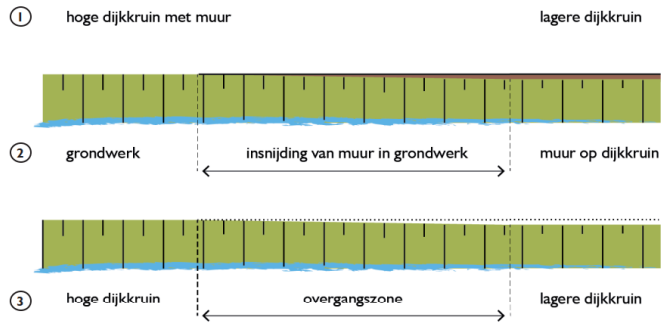 1 hoge dijkkruin met muur lagere dijkkruin
2 grondwerk insnijding van muur in grondwerk muur op dijkkruin
3 hoge dijkkruin overgangszone lagere dijkkruin